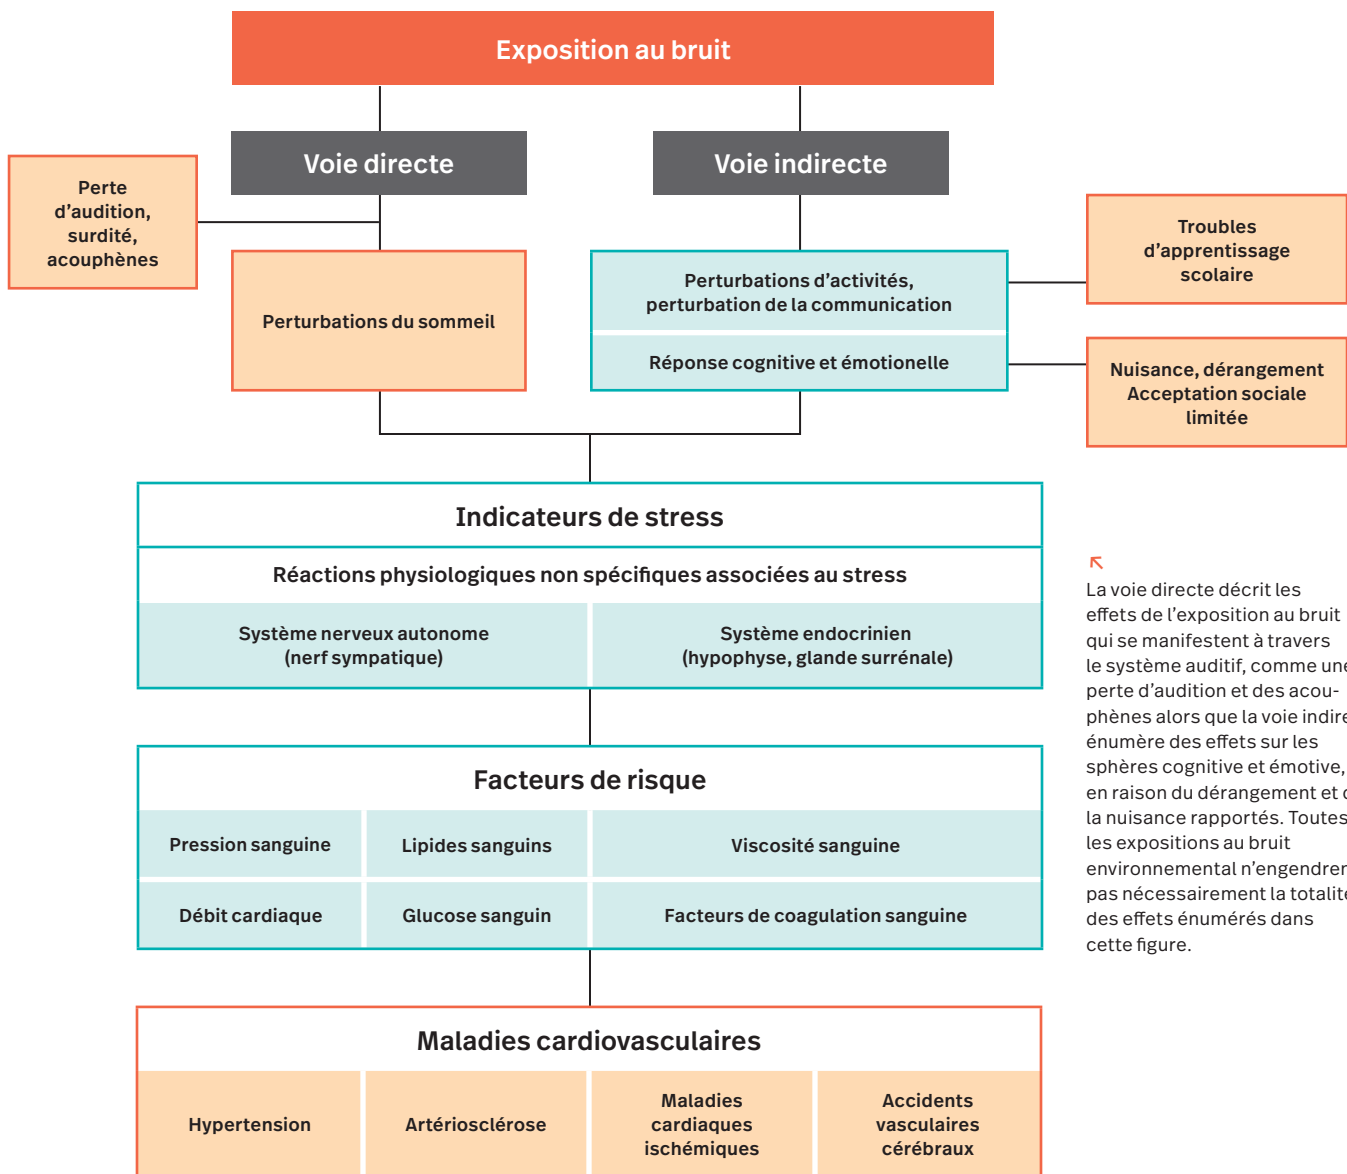 Exposition au bruit
Voie directe
Voie indirecte
Perte
d’audition,
surdité,
acouphènes
Perturbations du sommeil
Perturbations d’activités,
perturbation de la communication
Réponse cognitive et émotionelle
Troubles
d’apprentissage
scolaire
Nuisance, dérangement
Acceptation sociale
limitée
Indicateurs de stress
Réactions physiologiques non spécifiques associées au stress
Système nerveux autonome
(nerf sympatique)
Système endocrinien
(hypophyse, glande surrénale)
Facteurs de risque
Pression sanguine
Lipides sanguins
Viscosité sanguine
Débit cardiaque
Glucose sanguin
Facteurs de coagulation sanguine
Maladies cardiovasculaires
Hypertension
Artériosclérose
Maladies
cardiaques
ischémiques
Accidents
vasculaires
cérébraux
La voie directe décrit les
effets de l’exposition au bruit
qui se manifestent à travers
le système auditif, comme une
perte d’audition et des acou-
phènes alors que la voie
énumère des effets sur les
sphères cognitive et émotive,
en raison du dérangement et
la nuisance rapportés. Toutes
les expositions au bruit
environnemental
pas nécessairement la totalité
des effets énumérés dans
cette figure.